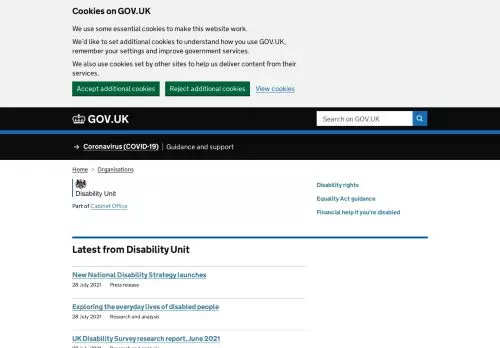 Cookies on GOV.UK
We use some essential cookies to make this website work.
We'd like to set additional cookies to understand how you use GOV.UK,
remember your settings and improve government services.
We also use cookies set by other sites to help us deliver content from their
services.
Accept additional cookies Reject additional cookies View cookies
GOV.UK Search on GOV.UK
→ Coronavirus (COVID-19) Guidance and support
Home > Organisations
Disability Unit
Part of Cabinet Office
Disability rights
Equality Act guidance
Financial help if you're disabled
Latest from Disability Unit
New National Disability Strategy launches
28 July 2021 Press release
Exploring the everyday lives of disabled people
28 July 2021 Research and analysis
UK Disability Survey research report, June 2021
28 July 2021 Research and analysis